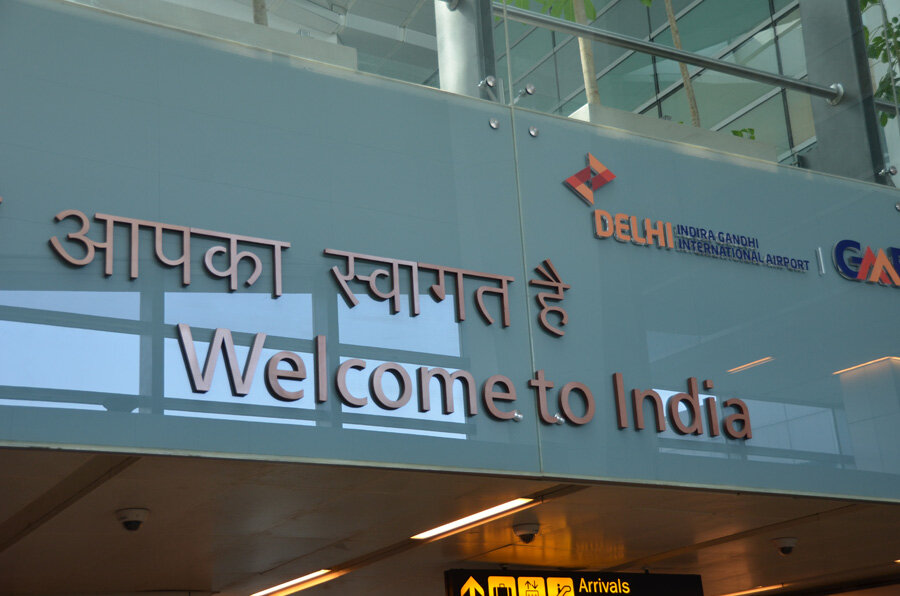 आपका स्वागत है
Welcome to India
DELHI
INDIRA GANDHI
INTERNATIONAL AIRPORT
Arrivals